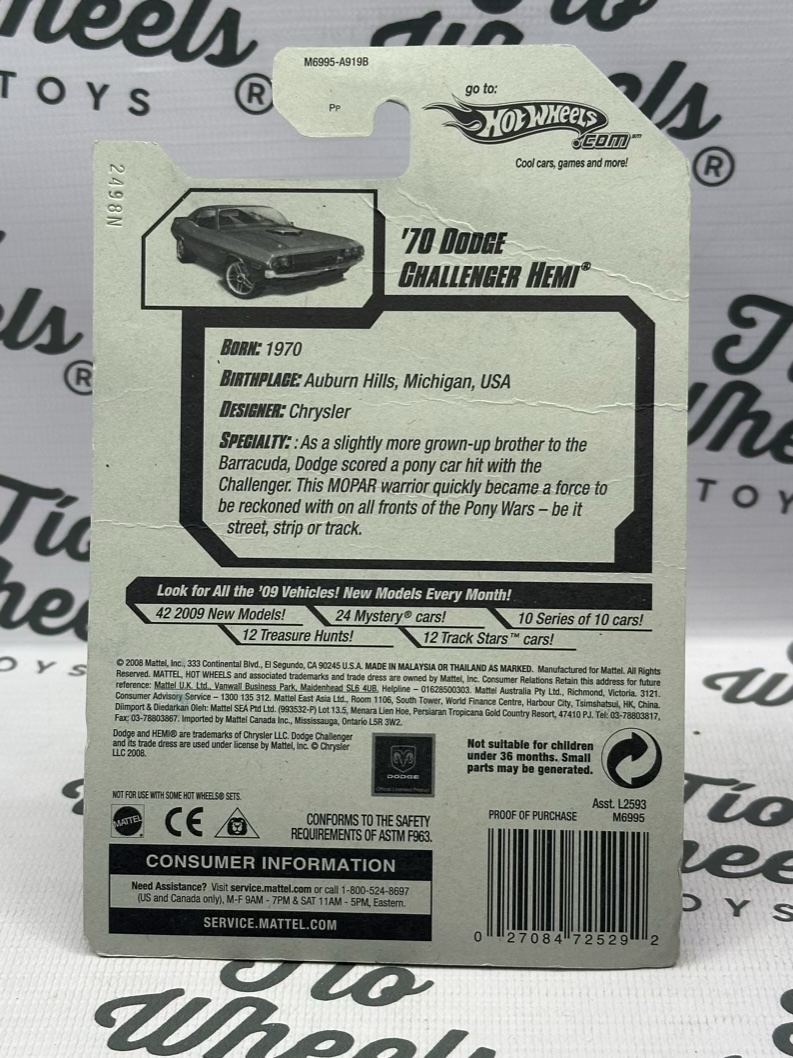 heels
TOYS
®
Tío
els
®
M6995-A919B
Pp
go to:
HOT WHEELS
.COM℠
Cool cars, games and more!
2498N
'70 DODGE
CHALLENGER HEMI®
BORN: 1970
BIRTHPLACE: Auburn Hills, Michigan, USA
DESIGNER: Chrysler
SPECIALTY: : As a slightly more grown-up brother to the
Barracuda, Dodge scored a pony car hit with the
Challenger. This MOPAR warrior quickly became a force to
be reckoned with on all fronts of the Pony Wars – be it
street, strip or track.
Look for All the '09 Vehicles! New Models Every Month!
42 2009 New Models!
24 Mystery® cars!
10 Series of 10 cars!
12 Treasure Hunts!
12 Track Stars™ cars!
© 2008 Mattel, Inc., 333 Continental Blvd., El Segundo, CA 90245 U.S.A. MADE IN MALAYSIA OR THAILAND AS MARKED. Manufactured for Mattel. All Rights
Reserved. MATTEL, HOT WHEELS and associated trademarks and trade dress are owned by Mattel, Inc. Consumer Relations Retain this address for future
reference: Mattel U.K. Ltd., Vanwall Business Park, Maidenhead SL6 4UB. Helpline – 01628500303. Mattel Australia Pty Ltd., Richmond, Victoria. 3121.
Consumer Advisory Service – 1300 135 312. Mattel East Asia Ltd., Room 1106, South Tower, World Finance Centre, Harbour City, Tsimshatsui, HK, China.
Diimport & Diedarkan Oleh: Mattel SEA Ptd Ltd. (993532-P) Lot 13.5, Menara Lien Hoe, Persiaran Tropicana Gold Country Resort, 47410 PJ. Tel: 03-78803817,
Fax: 03-78803867. Imported by Mattel Canada Inc., Mississauga, Ontario L5R 3W2.
Dodge and HEMI® are trademarks of Chrysler LLC. Dodge Challenger
and its trade dress are used under license by Mattel, Inc. © Chrysler
LLC 2008.
DODGE
Official Licensed Product
Not suitable for children
under 36 months. Small
parts may be generated.
NOT FOR USE WITH SOME HOT WHEELS® SETS.
MATTEL
CE
CONFORMS TO THE SAFETY
REQUIREMENTS OF ASTM F963.
Asst. L2593
PROOF OF PURCHASE
M6995
CONSUMER INFORMATION
Need Assistance? Visit service.mattel.com or call 1-800-524-8697
(US and Canada only), M-F 9AM - 7PM & SAT 11AM - 5PM, Eastern.
SERVICE.MATTEL.COM
0 27084 72529 2
Tío
Wheels